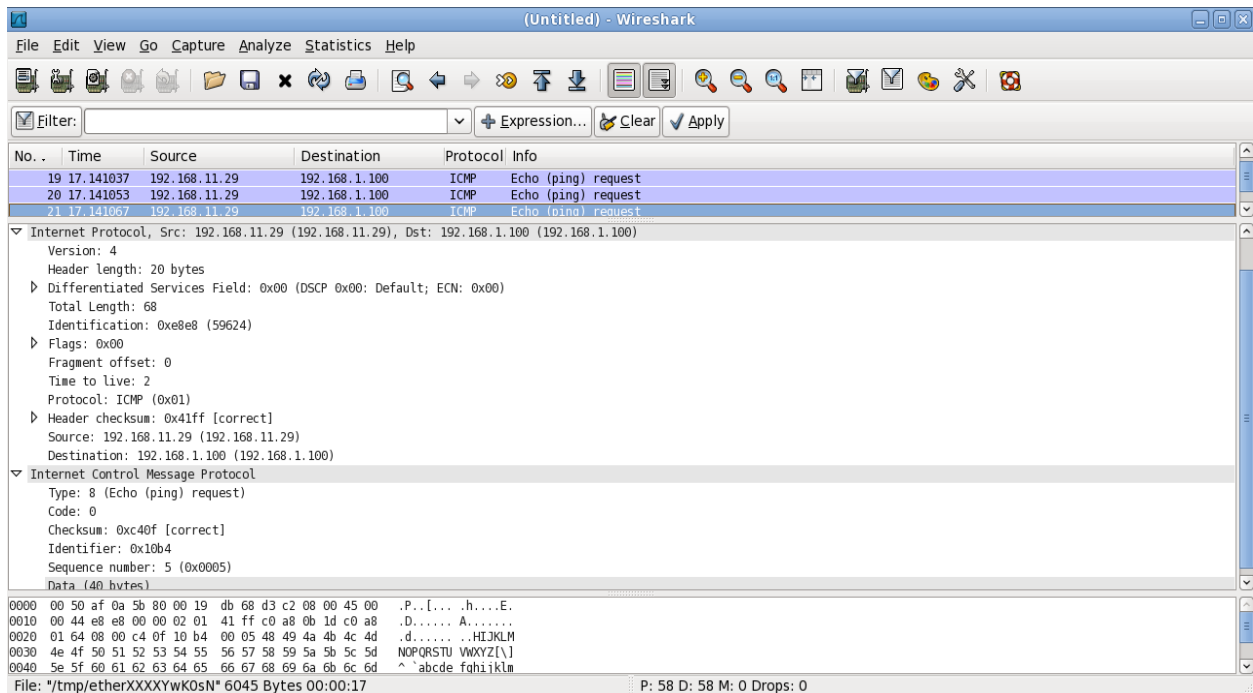 (Untitled) - Wireshark
File Edit View Go Capture Analyze Statistics Help
Filter: Expression... Clear Apply
No. . Time Source Destination Protocol Info
19 17.141037 192.168.11.29 192.168.1.100 ICMP Echo (ping) request
20 17.141053 192.168.11.29 192.168.1.100 ICMP Echo (ping) request
21 17.141067 192.168.11.29 192.168.1.100 ICMP Echo (ping) request
Internet Protocol, Src: 192.168.11.29 (192.168.11.29), Dst: 192.168.1.100 (192.168.1.100)
Version: 4
Header length: 20 bytes
Differentiated Services Field: 0x00 (DSCP 0x00: Default; ECN: 0x00)
Total Length: 68
Identification: 0xe8e8 (59624)
Flags: 0x00
Fragment offset: 0
Time to live: 2
Protocol: ICMP (0x01)
Header checksum: 0x41ff [correct]
Source: 192.168.11.29 (192.168.11.29)
Destination: 192.168.1.100 (192.168.1.100)
Internet Control Message Protocol
Type: 8 (Echo (ping) request)
Code: 0
Checksum: 0xc40f [correct]
Identifier: 0x10b4
Sequence number: 5 (0x0005)
Data (40 bytes)
0000 00 50 af 0a 5b 80 00 19 db 68 d3 c2 08 00 45 00 .P..[... .h....E.
0010 00 44 e8 e8 00 00 02 01 41 ff c0 a8 0b 1d c0 a8 .D...... A.......
0020 01 64 08 00 c4 0f 10 b4 00 05 48 49 4a 4b 4c 4d .d...... ..HIJKLM
0030 4e 4f 50 51 52 53 54 55 56 57 58 59 5a 5b 5c 5d NOPQRSTU VWXYZ[\]
0040 5e 5f 60 61 62 63 64 65 66 67 68 69 6a 6b 6c 6d ^_`abcde fghijklm
File: "/tmp/etherXXXXYwK0sN" 6045 Bytes 00:00:17 P: 58 D: 58 M: 0 Drops: 0